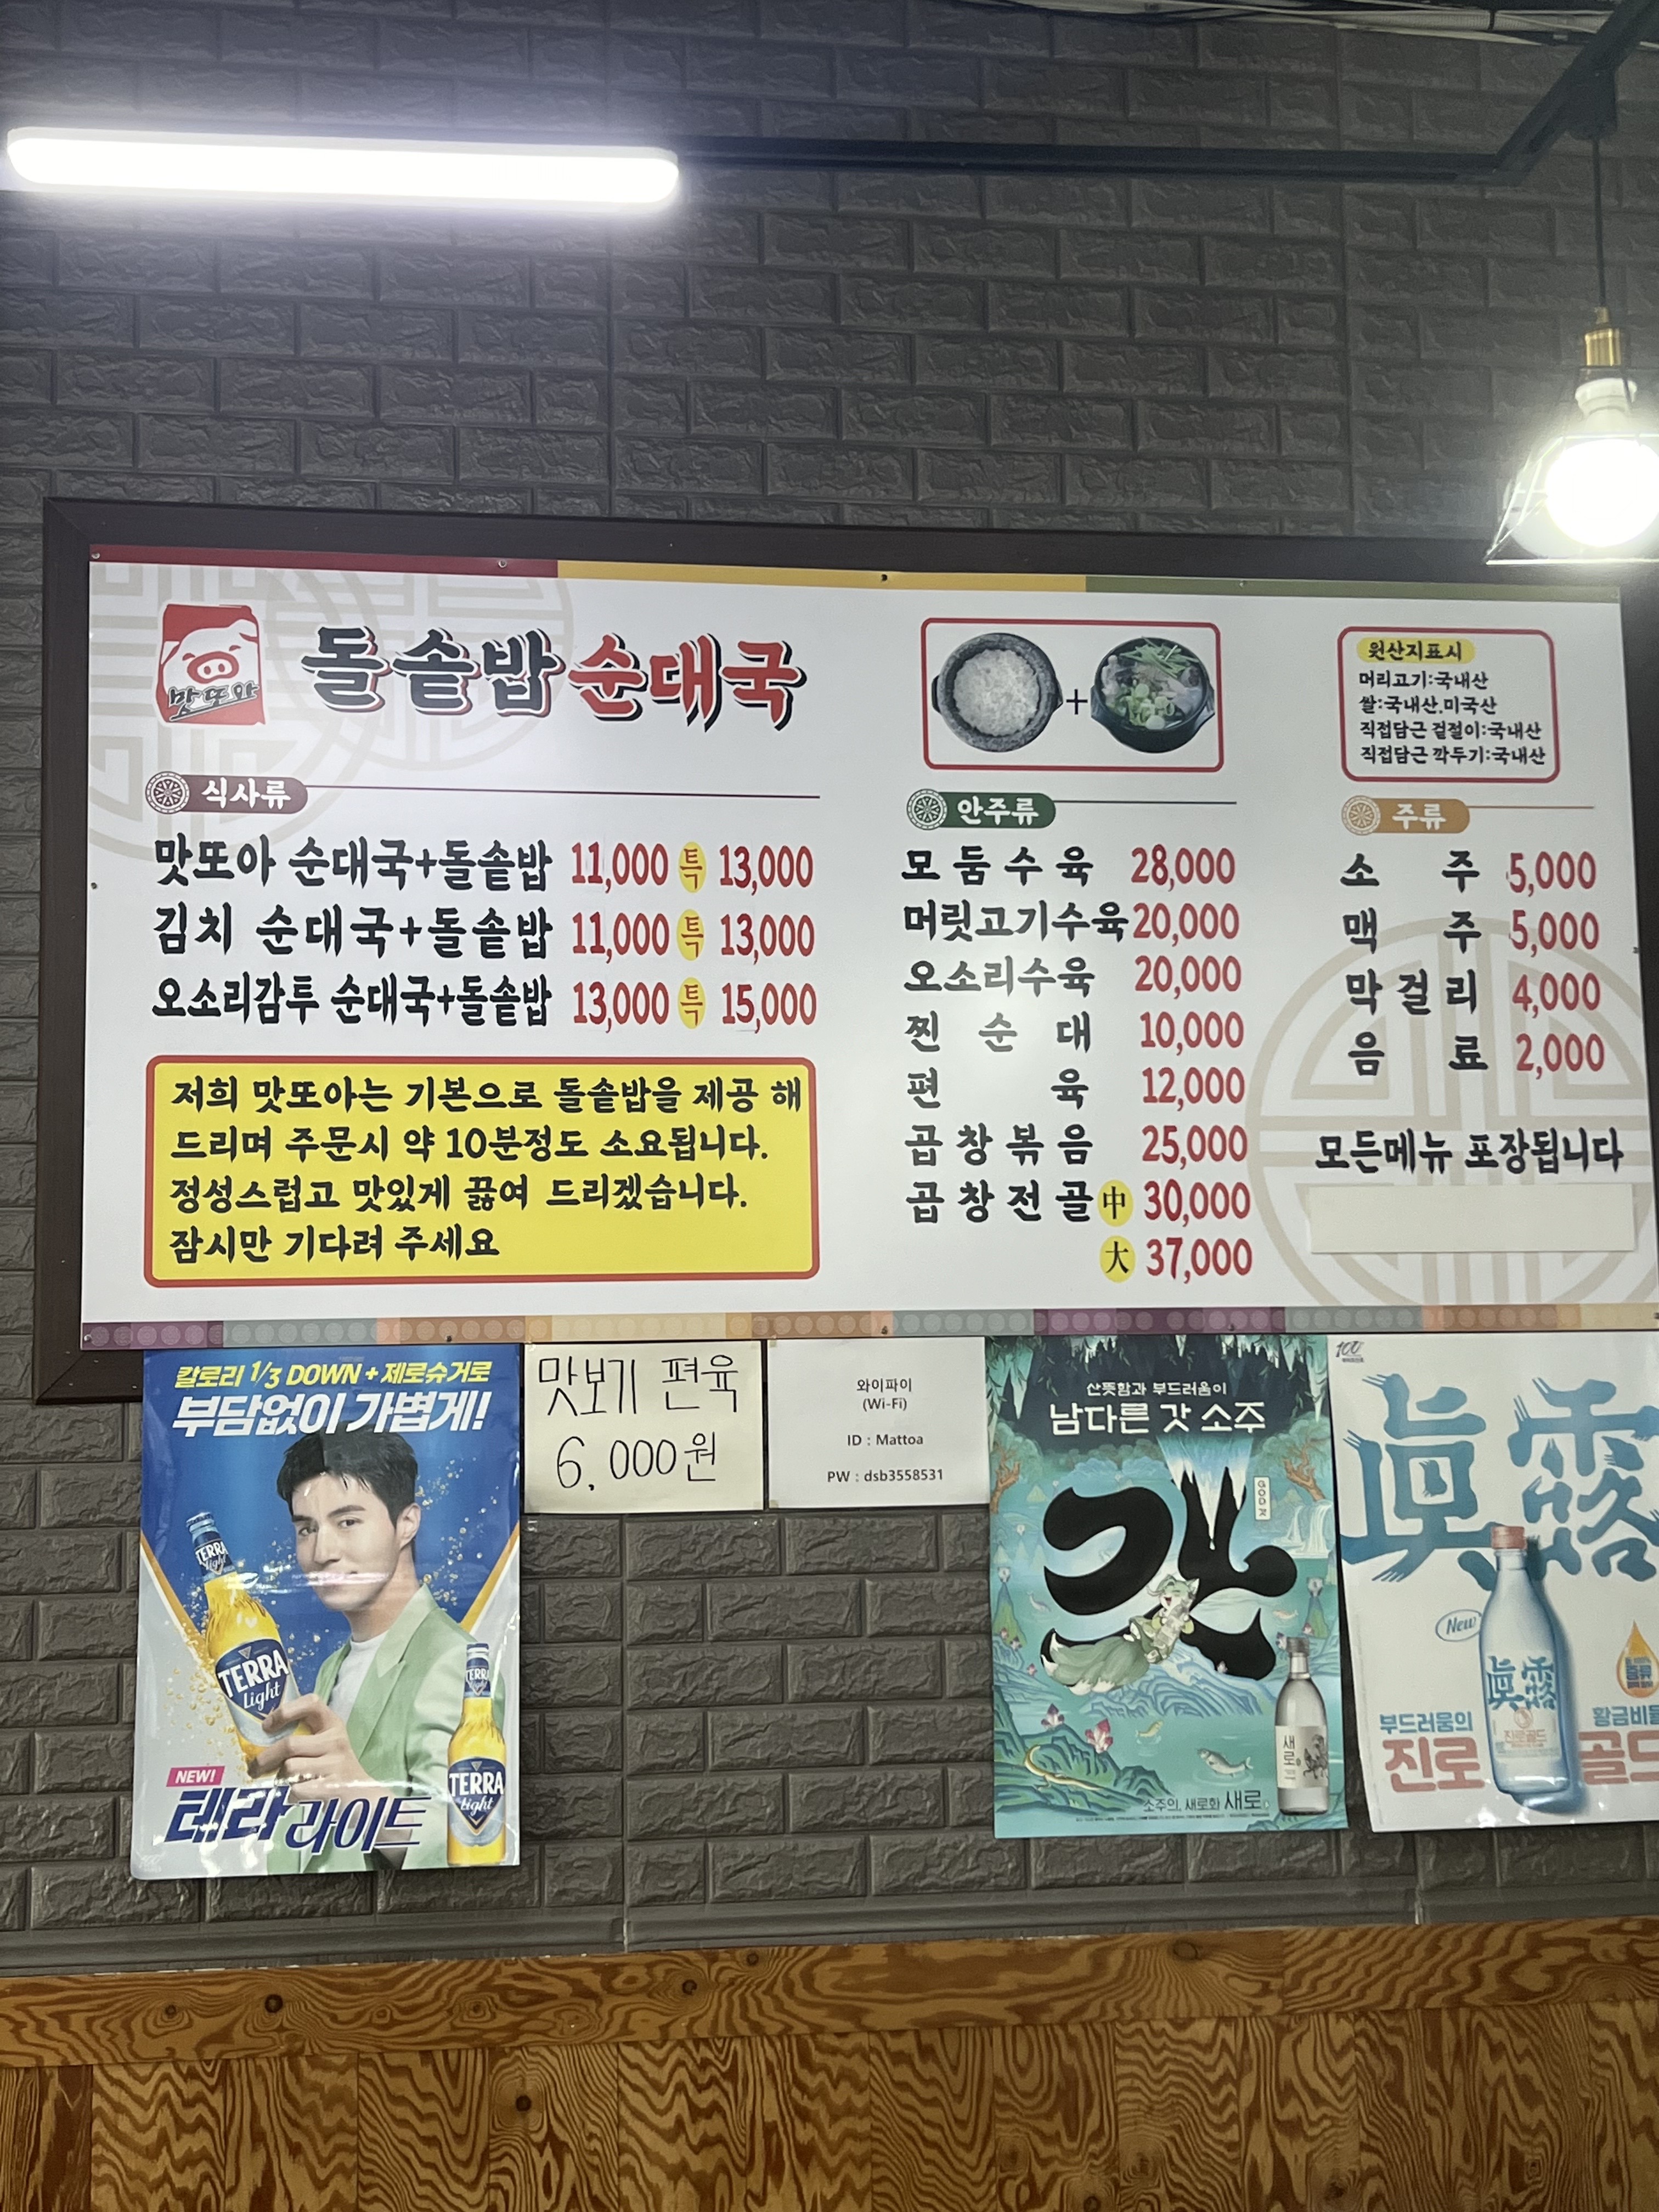 맛또와
돌솥밥 순대국
원산지표시
머리고기:국내산
쌀:국내산,미국산
직접담근 겉절이:국내산
직접담근 깍두기:국내산
식사류
맛또아 순대국+돌솥밥 11,000 특 13,000
김치 순대국+돌솥밥 11,000 특 13,000
오소리감투 순대국+돌솥밥 13,000 특 15,000
저희 맛또아는 기본으로 돌솥밥을 제공 해
드리며 주문시 약 10분정도 소요됩니다.
정성스럽고 맛있게 끓여 드리겠습니다.
잠시만 기다려 주세요
안주류
모둠수육 28,000
머릿고기수육 20,000
오소리수육 20,000
찐순대 10,000
편육 12,000
곱창볶음 25,000
곱창전골 中 30,000
大 37,000
주류
소주 5,000
맥주 5,000
막걸리 4,000
음료 2,000
모든메뉴 포장됩니다
칼로리 1/3 DOWN + 제로슈거로
부담없이 가볍게!
TERRA
Light
TERRA
Light
TERRA
TERRA
Light
NEW!
테라 라이트
맛보기 편육
6,000원
와이파이
(Wi-Fi)
ID : Mattoa
PW : dsb3558531
산뜻함과 부드러움이
남다른 갓 소주
갓
새로
소주의, 새로화 새로
100
眞露
New
眞露
진로골드
부드러움의
진로
황금비율
골드